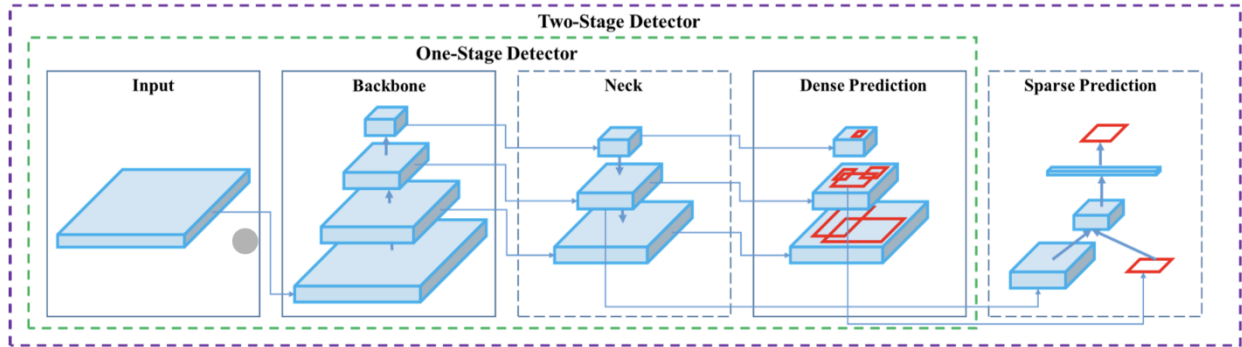 Two-Stage Detector
One-Stage Detector
Input
Backbone
Neck
Dense Prediction
Sparse Prediction